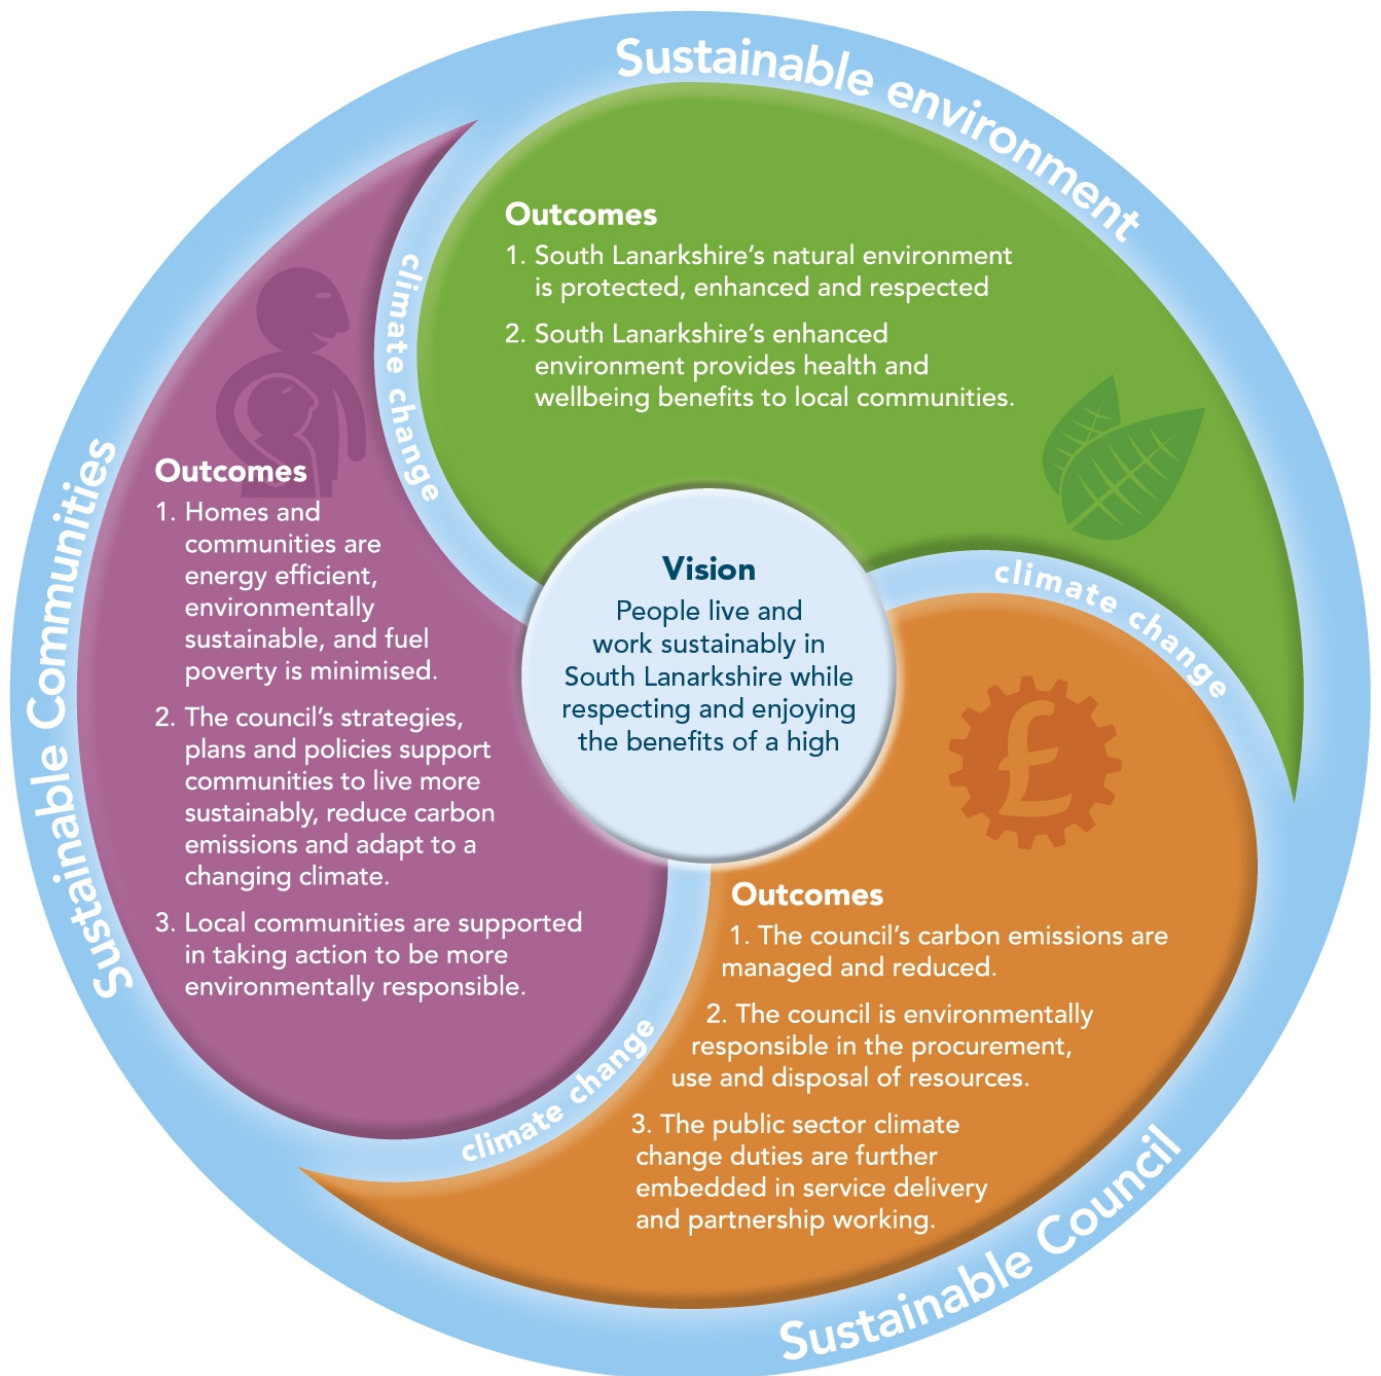 Sustainable environment
Outcomes
1. South Lanarkshire’s natural environment
is protected, enhanced and respected
2. South Lanarkshire’s enhanced
environment provides health and
wellbeing benefits to local communities.
climate change
Sustainable Communities
Outcomes
1. Homes and
communities are
energy efficient,
environmentally
sustainable, and fuel
poverty is minimised.
2. The council’s strategies,
plans and policies support
communities to live more
sustainably, reduce carbon
emissions and adapt to a
changing climate.
3. Local communities are supported
in taking action to be more
environmentally responsible.
Vision
People live and
work sustainably in
South Lanarkshire while
respecting and enjoying
the benefits of a high
climate change
£
Outcomes
1. The council’s carbon emissions are
managed and reduced.
2. The council is environmentally
responsible in the procurement,
use and disposal of resources.
3. The public sector climate
change duties are further
embedded in service delivery
and partnership working.
climate change
Sustainable Council